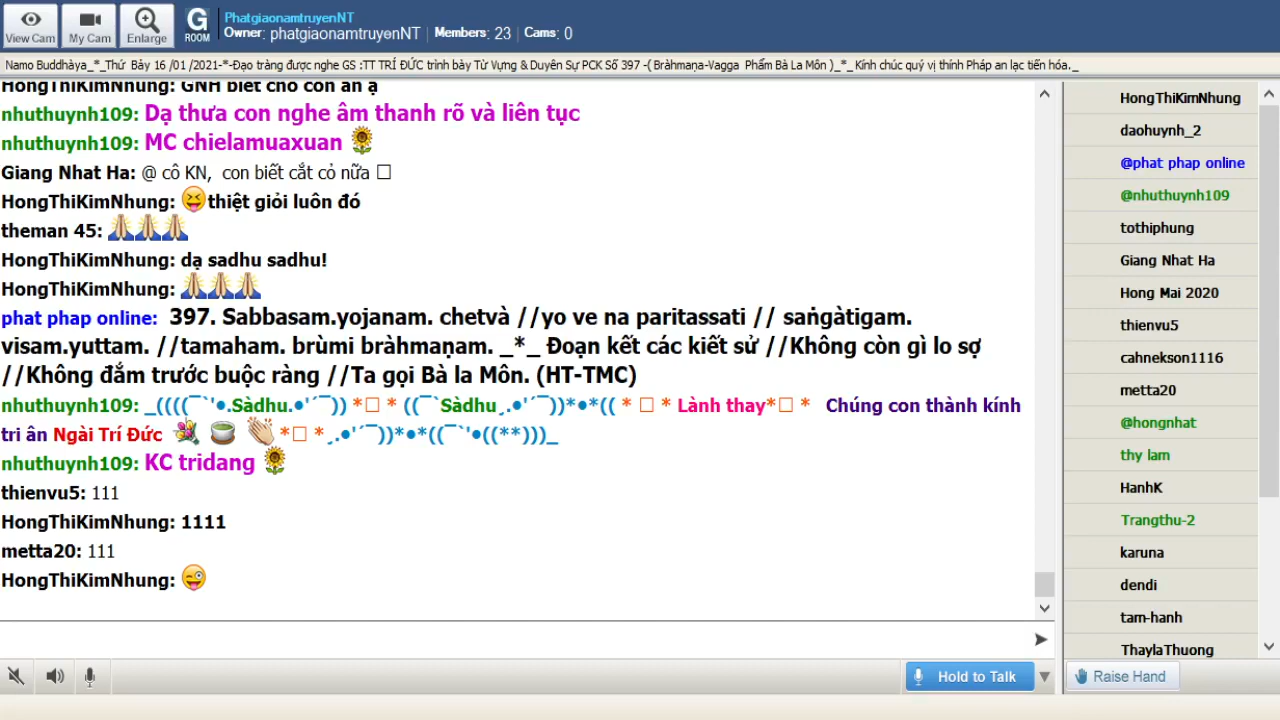 View Cam
My Cam
Enlarge
G
ROOM
PhatgiaonamtruyenNT
Owner: phatgiaonamtruyenNT | Members: 23 | Cams: 0
Namo Buddhàya_*_Thứ Bảy 16 /01 /2021-*-Đạo tràng được nghe GS :TT TRÍ ĐỨC trình bày Từ Vựng & Duyên Sự PCK Số 397 -( Bràhmaṇa-Vagga Phẩm Bà La Môn )_*_ Kính chúc quý vị thính Pháp an lạc tiến hóa._
HongThiKimNhung: GNH biết cho con ăn ạ
nhuthuynh109: Dạ thưa con nghe âm thanh rõ và liên tục
nhuthuynh109: MC chielamuaxuan 🌻
Giang Nhat Ha: @ cô KN, con biết cắt cỏ nữa □
HongThiKimNhung: 😝thiệt giỏi luôn đó
theman 45: 🙏🙏🙏
HongThiKimNhung: dạ sadhu sadhu!
HongThiKimNhung: 🙏🙏🙏
phat phap online: 397. Sabbasam.yojanam. chetvà //yo ve na paritassati // saṅgàtigam.
visam.yuttam. //tamaham. brùmi bràhmaṇam. _*_ Đoạn kết các kiết sử //Không còn gì lo sợ
//Không đắm trước buộc ràng //Ta gọi Bà la Môn. (HT-TMC)
nhuthuynh109: _((((¯`'•.Sàdhu.•'´¯)) *□ * ((¯`Sàdhu¸.•'´¯))*•*(( * □ * Lành thay*□ * Chúng con thành kính
tri ân Ngài Trí Đức 💐 🍵 👏 *□ *¸.•'´¯))*•*((¯`'•((**)))_
nhuthuynh109: KC tridang 🌻
thienvu5: 111
HongThiKimNhung: 1111
metta20: 111
HongThiKimNhung: 😜
Hold to Talk
HongThiKimNhung
daohuynh_2
@phat phap online
@nhuthuynh109
tothiphung
Giang Nhat Ha
Hong Mai 2020
thienvu5
cahnekson1116
metta20
@hongnhat
thy lam
HanhK
Trangthu-2
karuna
dendi
tam-hanh
ThaylaThuong
Raise Hand